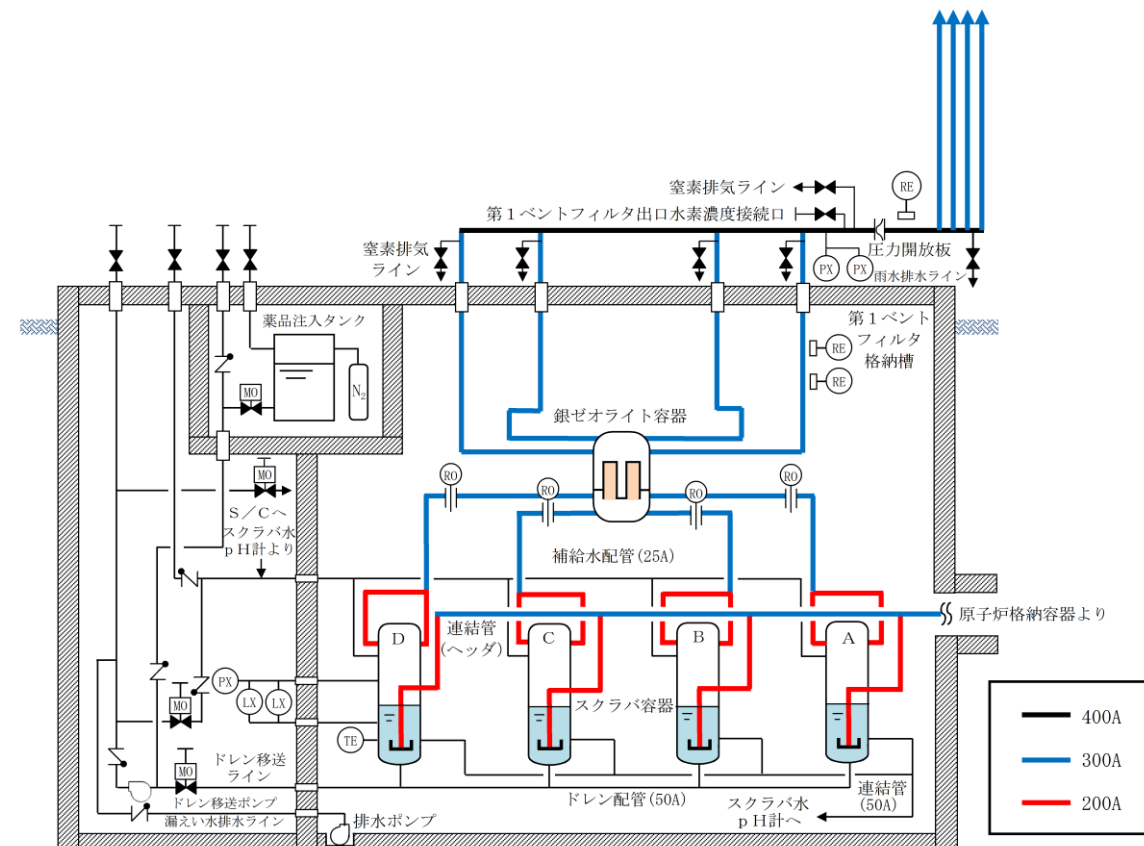 窒素排気ライン
RE
第１ベントフィルタ出口水素濃度接続口
窒素排気
ライン
圧力開放板
PX
PX
雨水排水ライン
薬品注入タンク
第１ベント
フィルタ
格納槽
RE
RE
MO
N₂
銀ゼオライト容器
MO
RO
RO
RO
RO
S／Cへ
スクラバ水
pH計より
補給水配管(25A)
原子炉格納容器より
D
連結管
(ヘッダ)
C
B
A
PX
LX
LX
MO
スクラバ容器
TE
400A
300A
200A
ドレン移送
ライン
MO
ドレン移送ポンプ
漏えい水排水ライン
排水ポンプ
ドレン配管(50A)
スクラバ水
pH計へ
連結管
(50A)